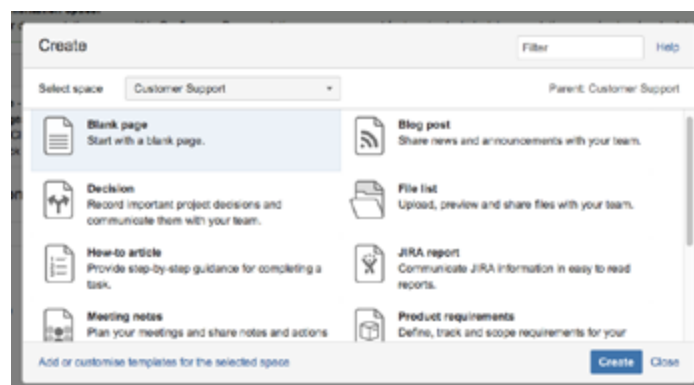 Create
Filter
Help
Select space
Customer Support
Parent: Customer Support
Blank page
Start with a blank page.
Blog post
Share news and announcements with your team.
Decision
Record important project decisions and
communicate them with your team.
File list
Upload, preview and share files with your team.
How-to article
Provide step-by-step guidance for completing a
task.
JIRA report
Communicate JIRA information in easy to read
reports.
Meeting notes
Plan your meetings and share notes and actions
Product requirements
Define, track and scope requirements for your
Add or customise templates for the selected space
Create
Close